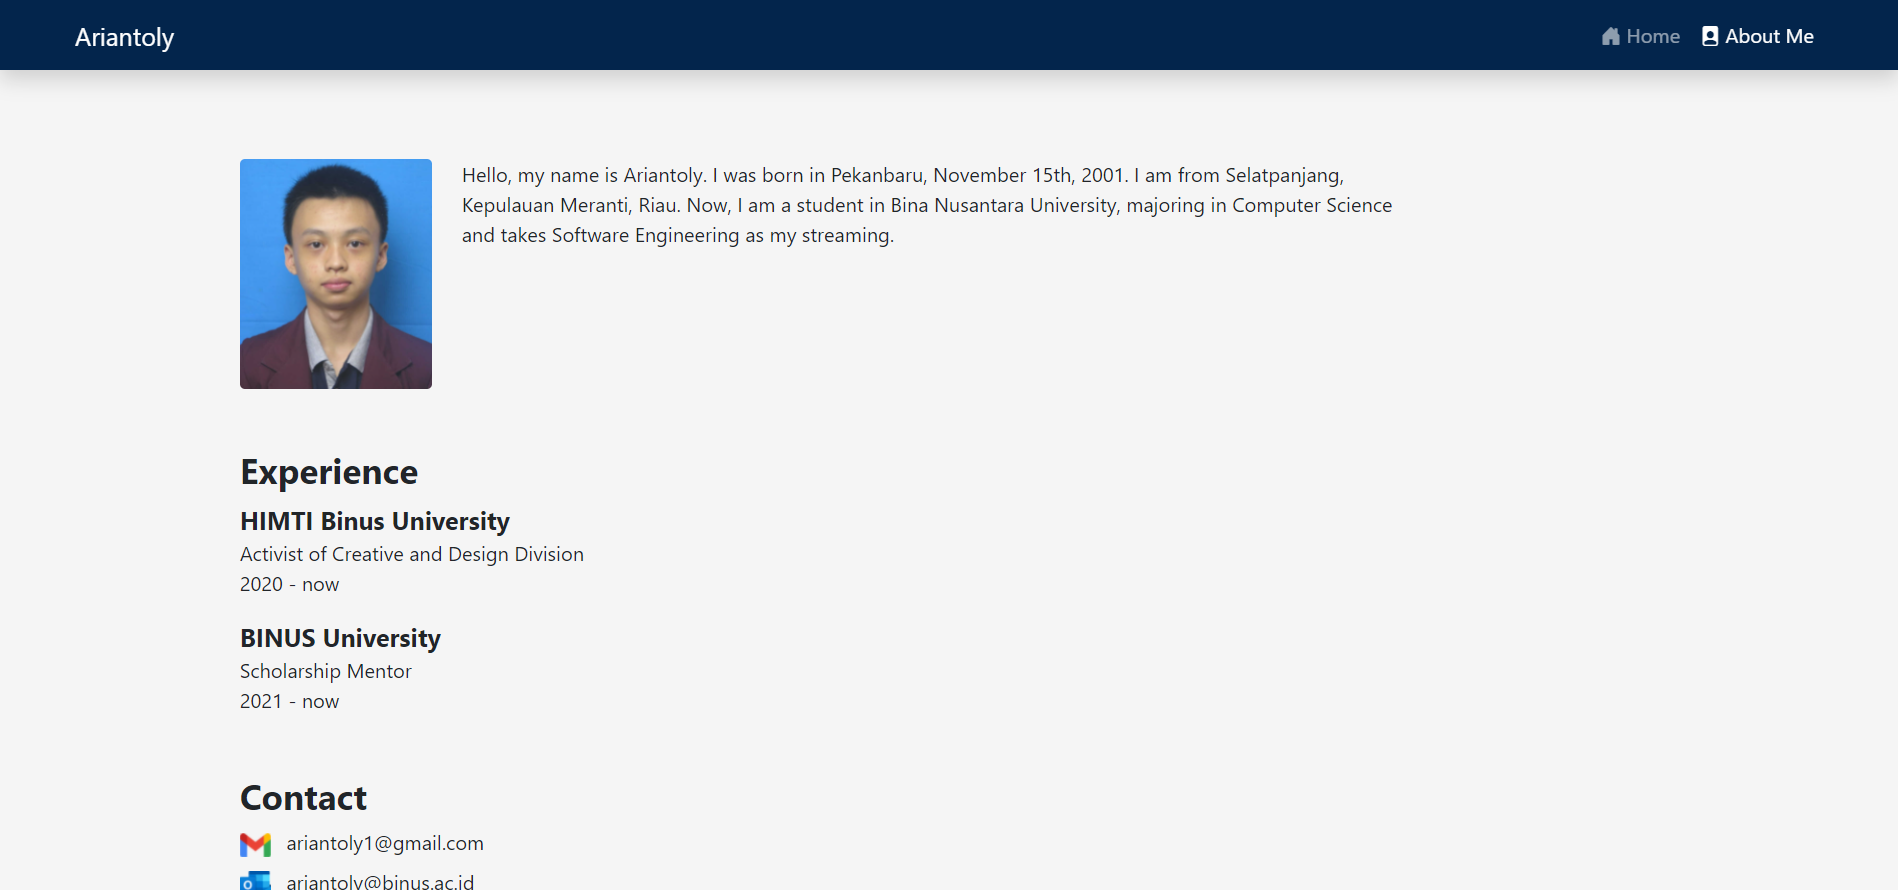 Ariantoly
Home
About Me
Hello, my name is Ariantoly. I was born in Pekanbaru, November 15th, 2001. I am from Selatpanjang,
Kepulauan Meranti, Riau. Now, I am a student in Bina Nusantara University, majoring in Computer Science
and takes Software Engineering as my streaming.
Experience
HIMTI Binus University
Activist of Creative and Design Division
2020 - now
BINUS University
Scholarship Mentor
2021 - now
Contact
ariantoly1@gmail.com
ariantoly@binus.ac.id